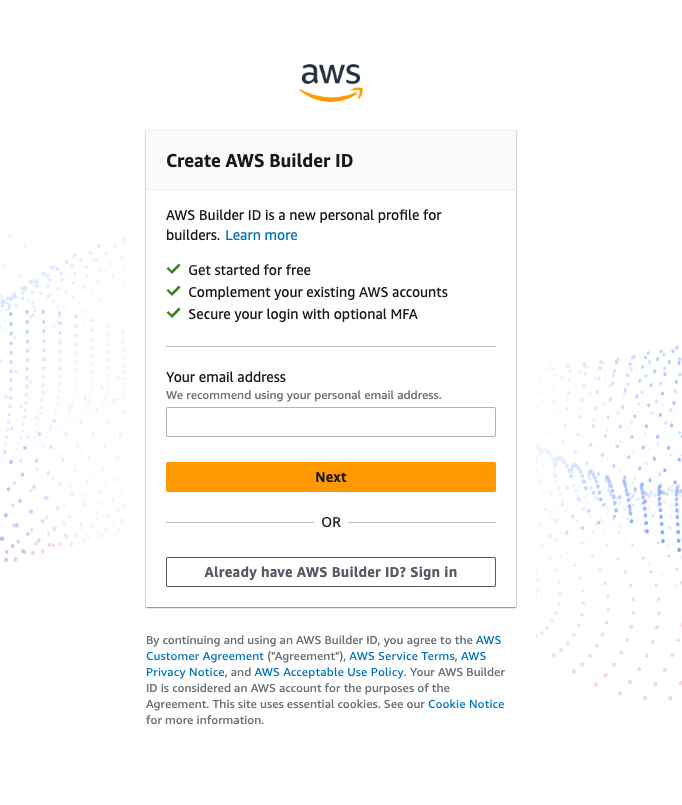 aws
Create AWS Builder ID
AWS Builder ID is a new personal profile for
builders. Learn more
Get started for free
Complement your existing AWS accounts
Secure your login with optional MFA
Your email address
We recommend using your personal email address.
Next
OR
Already have AWS Builder ID? Sign in
By continuing and using an AWS Builder ID, you agree to the AWS
Customer Agreement ("Agreement"), AWS Service Terms, AWS
Privacy Notice, and AWS Acceptable Use Policy. Your AWS Builder
ID is considered an AWS account for the purposes of the
Agreement. This site uses essential cookies. See our Cookie Notice
for more information.